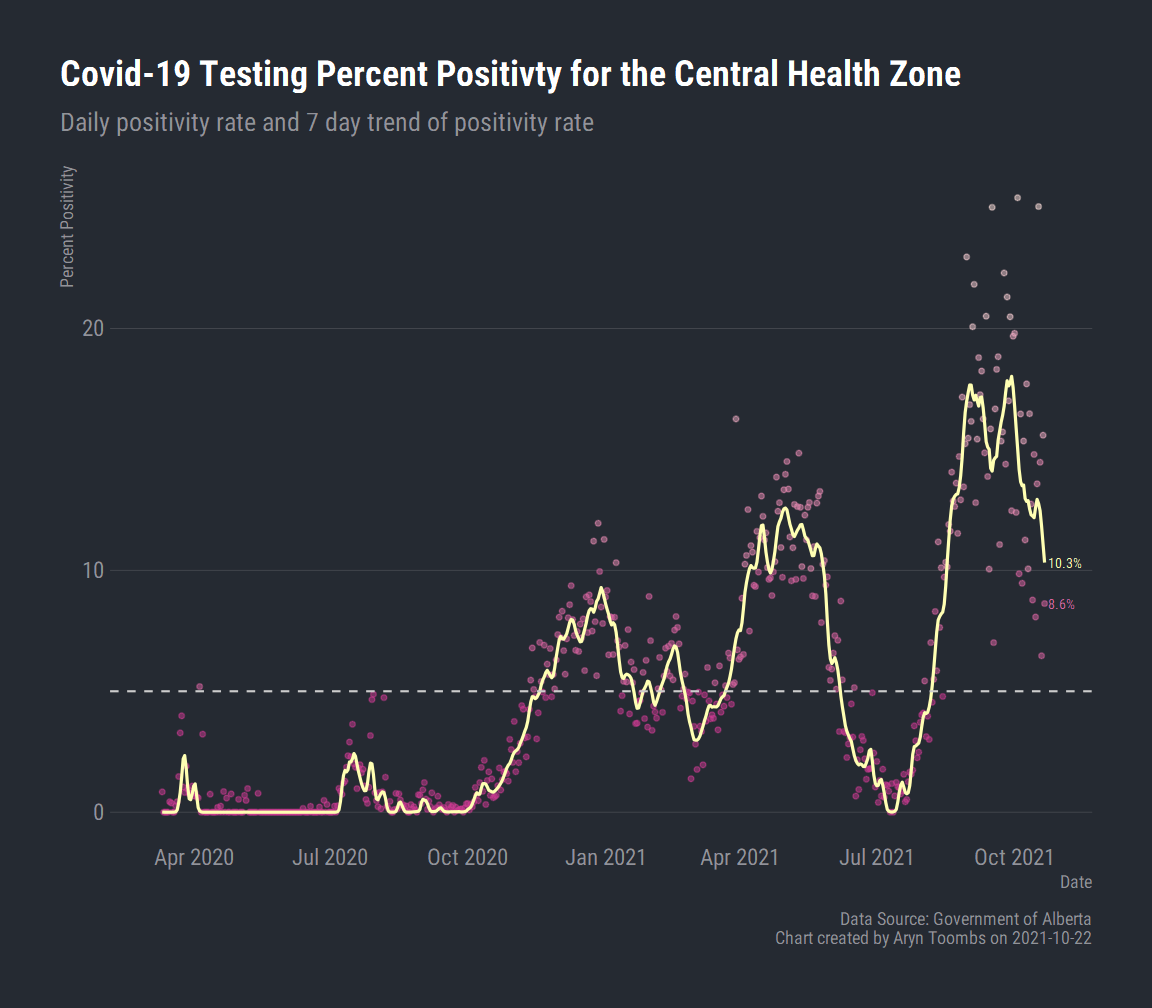 Covid-19 Testing Percent Positivty for the Central Health Zone
Daily positivity rate and 7 day trend of positivity rate
Percent Positivity
20
10
0
10.3%
8.6%
Apr 2020
Jul 2020
Oct 2020
Jan 2021
Apr 2021
Jul 2021
Oct 2021
Date
Data Source: Government of Alberta
Chart created by Aryn Toombs on 2021-10-22